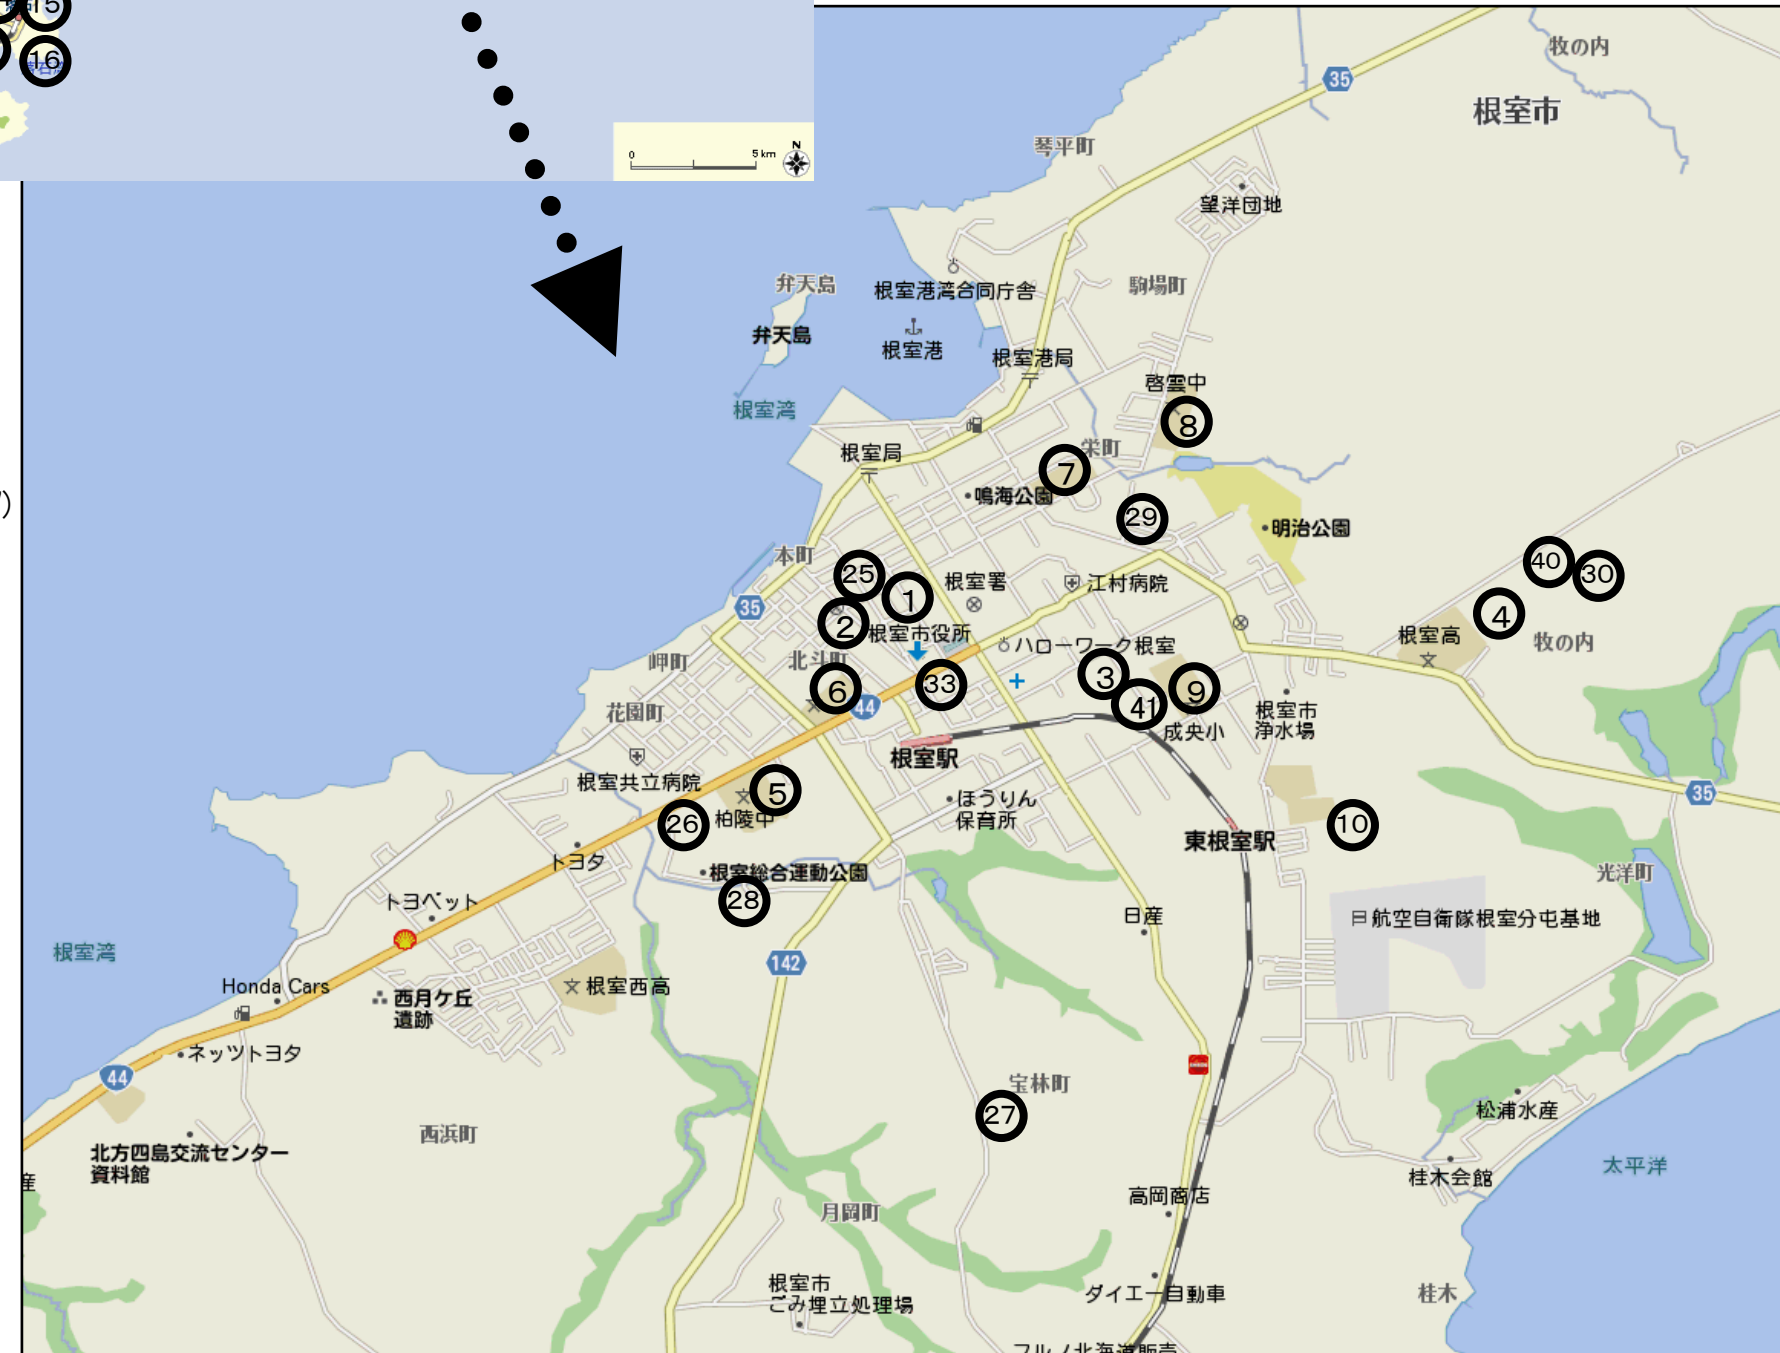 15
16
0
5 km
N
35
牧の内
根室市
琴平町
望洋団地
弁天島
根室港湾合同庁舎
駒場町
弁天島
根室港
根室港局
啓雲中
根室湾
8
栄町
根室局
7
鳴海公園
)
29
明治公園
本町
40
30
25
根室署
江村病院
1
35
4
2
根室市役所
根室高
牧の内
ハローワーク根室
岬町
北斗町
3
6
33
9
41
44
花園町
根室市
浄水場
成央小
根室駅
根室共立病院
5
ほうりん
保育所
35
26
柏陵中
10
東根室駅
トヨタ
根室総合運動公園
光洋町
28
トヨペット
日産
航空自衛隊根室分屯基地
根室湾
142
Honda Cars
根室西高
西月ケ丘
遺跡
ネッツトヨタ
44
宝林町
27
松浦水産
西浜町
北方四島交流センター
資料館
太平洋
桂木会館
産
高岡商店
月岡町
根室市
ごみ埋立処理場
ダイエー自動車
桂木
フルノ北海道販売